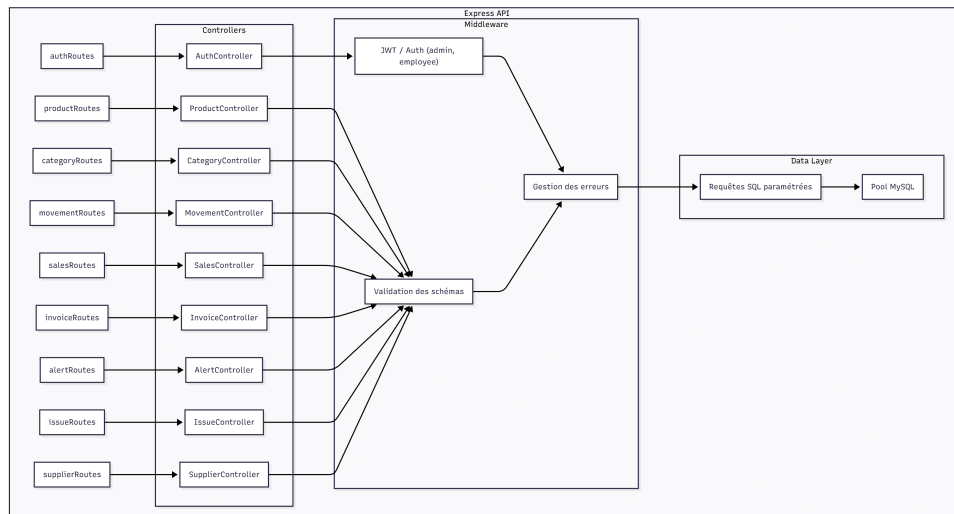 Express API
Controllers
Middleware
authRoutes
AuthController
JWT / Auth (admin,
employee)
productRoutes
ProductController
categoryRoutes
CategoryController
Data Layer
Gestion des erreurs
Requêtes SQL paramétrées
Pool MySQL
movementRoutes
MovementController
salesRoutes
SalesController
Validation des schémas
invoiceRoutes
InvoiceController
alertRoutes
AlertController
issueRoutes
IssueController
supplierRoutes
SupplierController